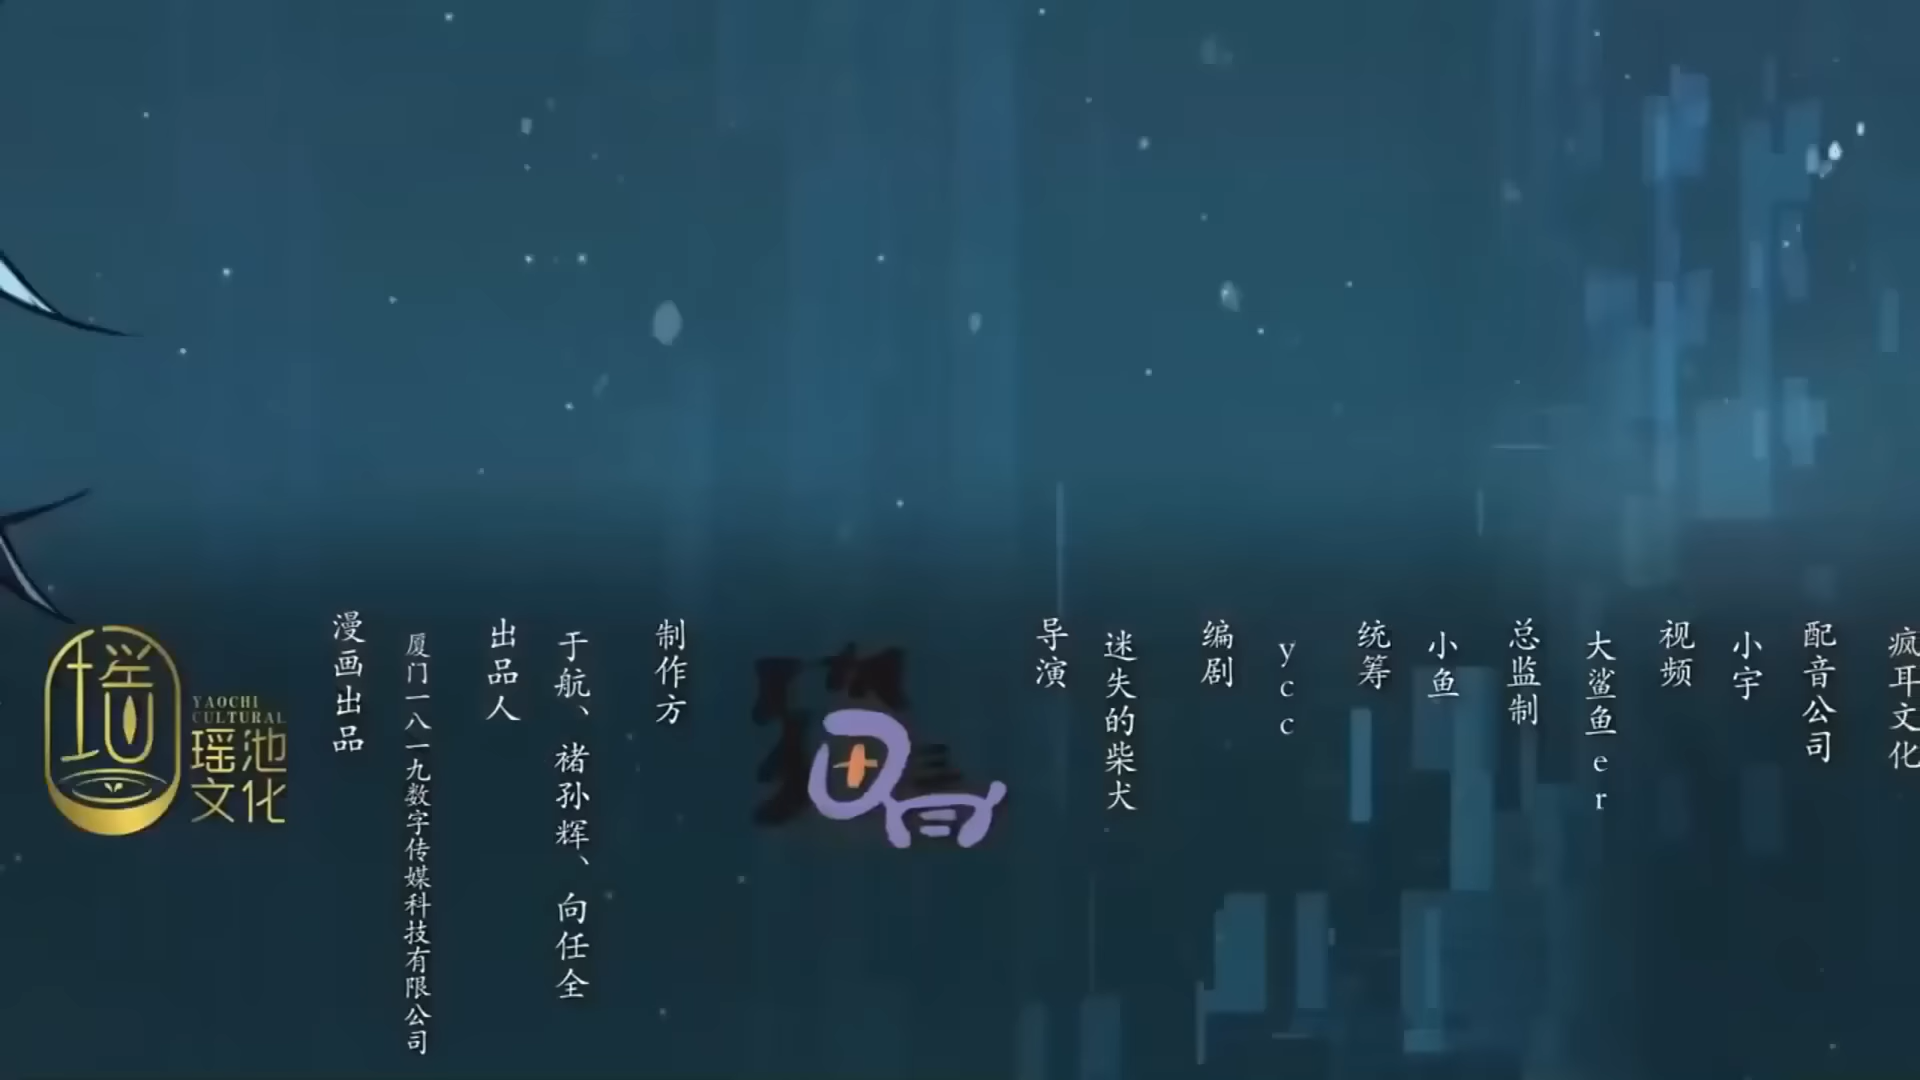 瑶
YAOCHI
CULTURAL
瑶池
文化
漫画出品
厦门一八一九数字传媒科技有限公司
出品人
于航、褚孙辉、向任全
制作方
导演
迷失的柴犬
编剧
ycc
统筹
小鱼
总监制
大鲨鱼er
视频
小宇
配音公司
疯耳文化